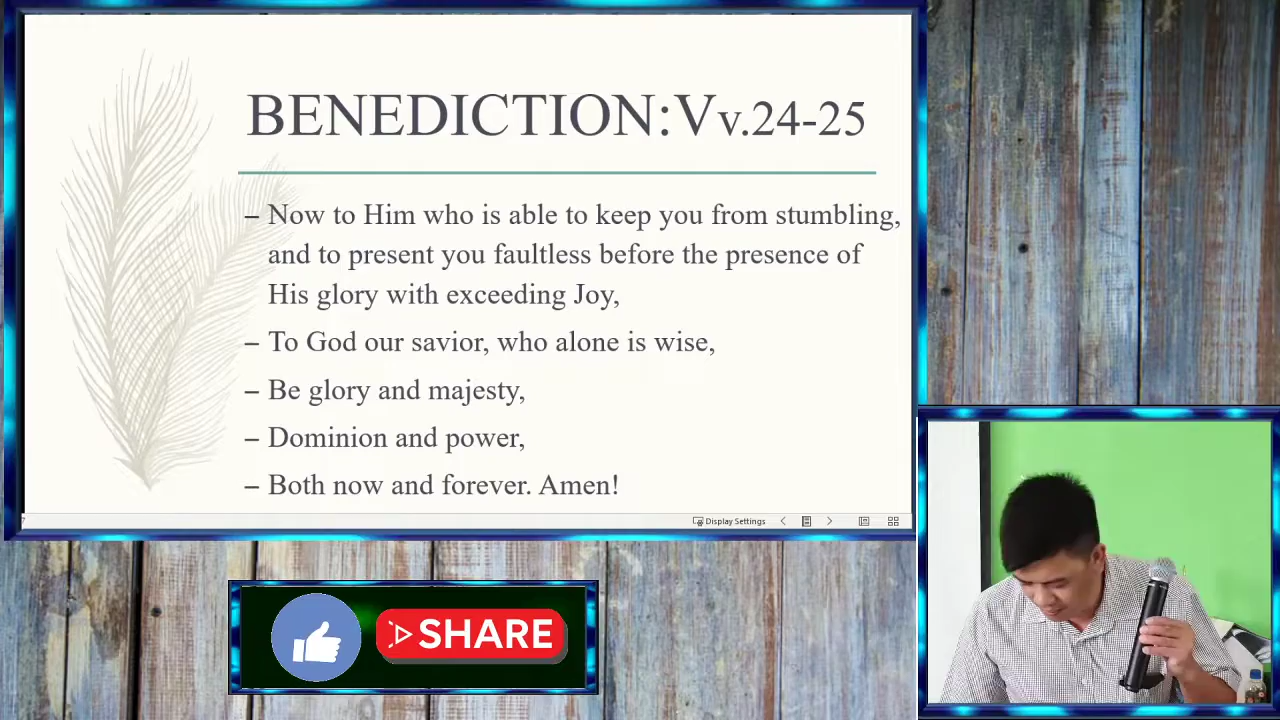 BENEDICTION:Vv.24-25
– Now to Him who is able to keep you from stumbling,
and to present you faultless before the presence of
His glory with exceeding Joy,
– To God our savior, who alone is wise,
– Be glory and majesty,
– Dominion and power,
– Both now and forever. Amen!
Display Settings
SHARE